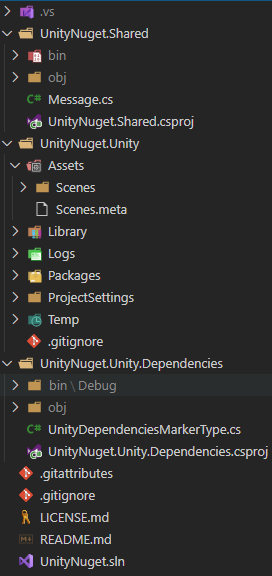 .vs
UnityNuget.Shared
bin
obj
Message.cs
UnityNuget.Shared.csproj
UnityNuget.Unity
Assets
Scenes
Scenes.meta
Library
Logs
Packages
ProjectSettings
Temp
.gitignore
UnityNuget.Unity.Dependencies
bin \ Debug
obj
UnityDependenciesMarkerType.cs
UnityNuget.Unity.Dependencies.csproj
.gitattributes
.gitignore
LICENSE.md
README.md
UnityNuget.sln